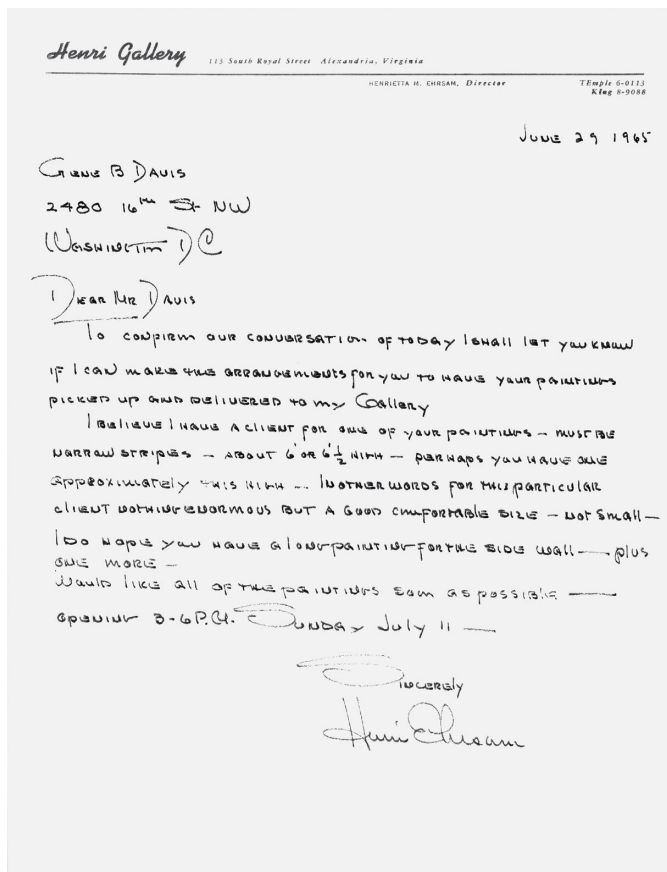 Henri Gallery 113 South Royal Street Alexandria, Virginia
HENRIETTA M. EHRSAM, Director
TEmple 6-0113
KIng 8-9088
JUNE 29 1965
GENE B DAVIS
2480 16TH St NW
WASHINGTON DC
DEAR MR DAVIS
To CONFIRM OUR CONVERSATION OF TODAY I SHALL LET YOU KNOW
IF I CAN MAKE THE ARRANGEMENTS FOR YOU TO HAVE YOUR PAINTINGS
PICKED UP AND DELIVERED TO MY GALLERY
I BELIEVE I HAVE A CLIENT FOR ONE OF YOUR PAINTINGS — MUST BE
NARROW STRIPES — ABOUT 6' OR 6'½ HIGH — PERHAPS YOU HAVE ONE
APPROXIMATELY THIS HIGH — IN OTHER WORDS FOR THIS PARTICULAR
CLIENT NOTHING ENORMOUS BUT A GOOD COMFORTABLE SIZE — NOT SMALL —
I DO HOPE YOU HAVE A LONG PAINTING FOR THE SIDE WALL — PLUS
ONE MORE —
WOULD LIKE ALL OF THE PAINTINGS SOON AS POSSIBLE —
OPENING 3-6 P.M. SUNDAY JULY 11 —
SINCERELY
Henri Ehrsam